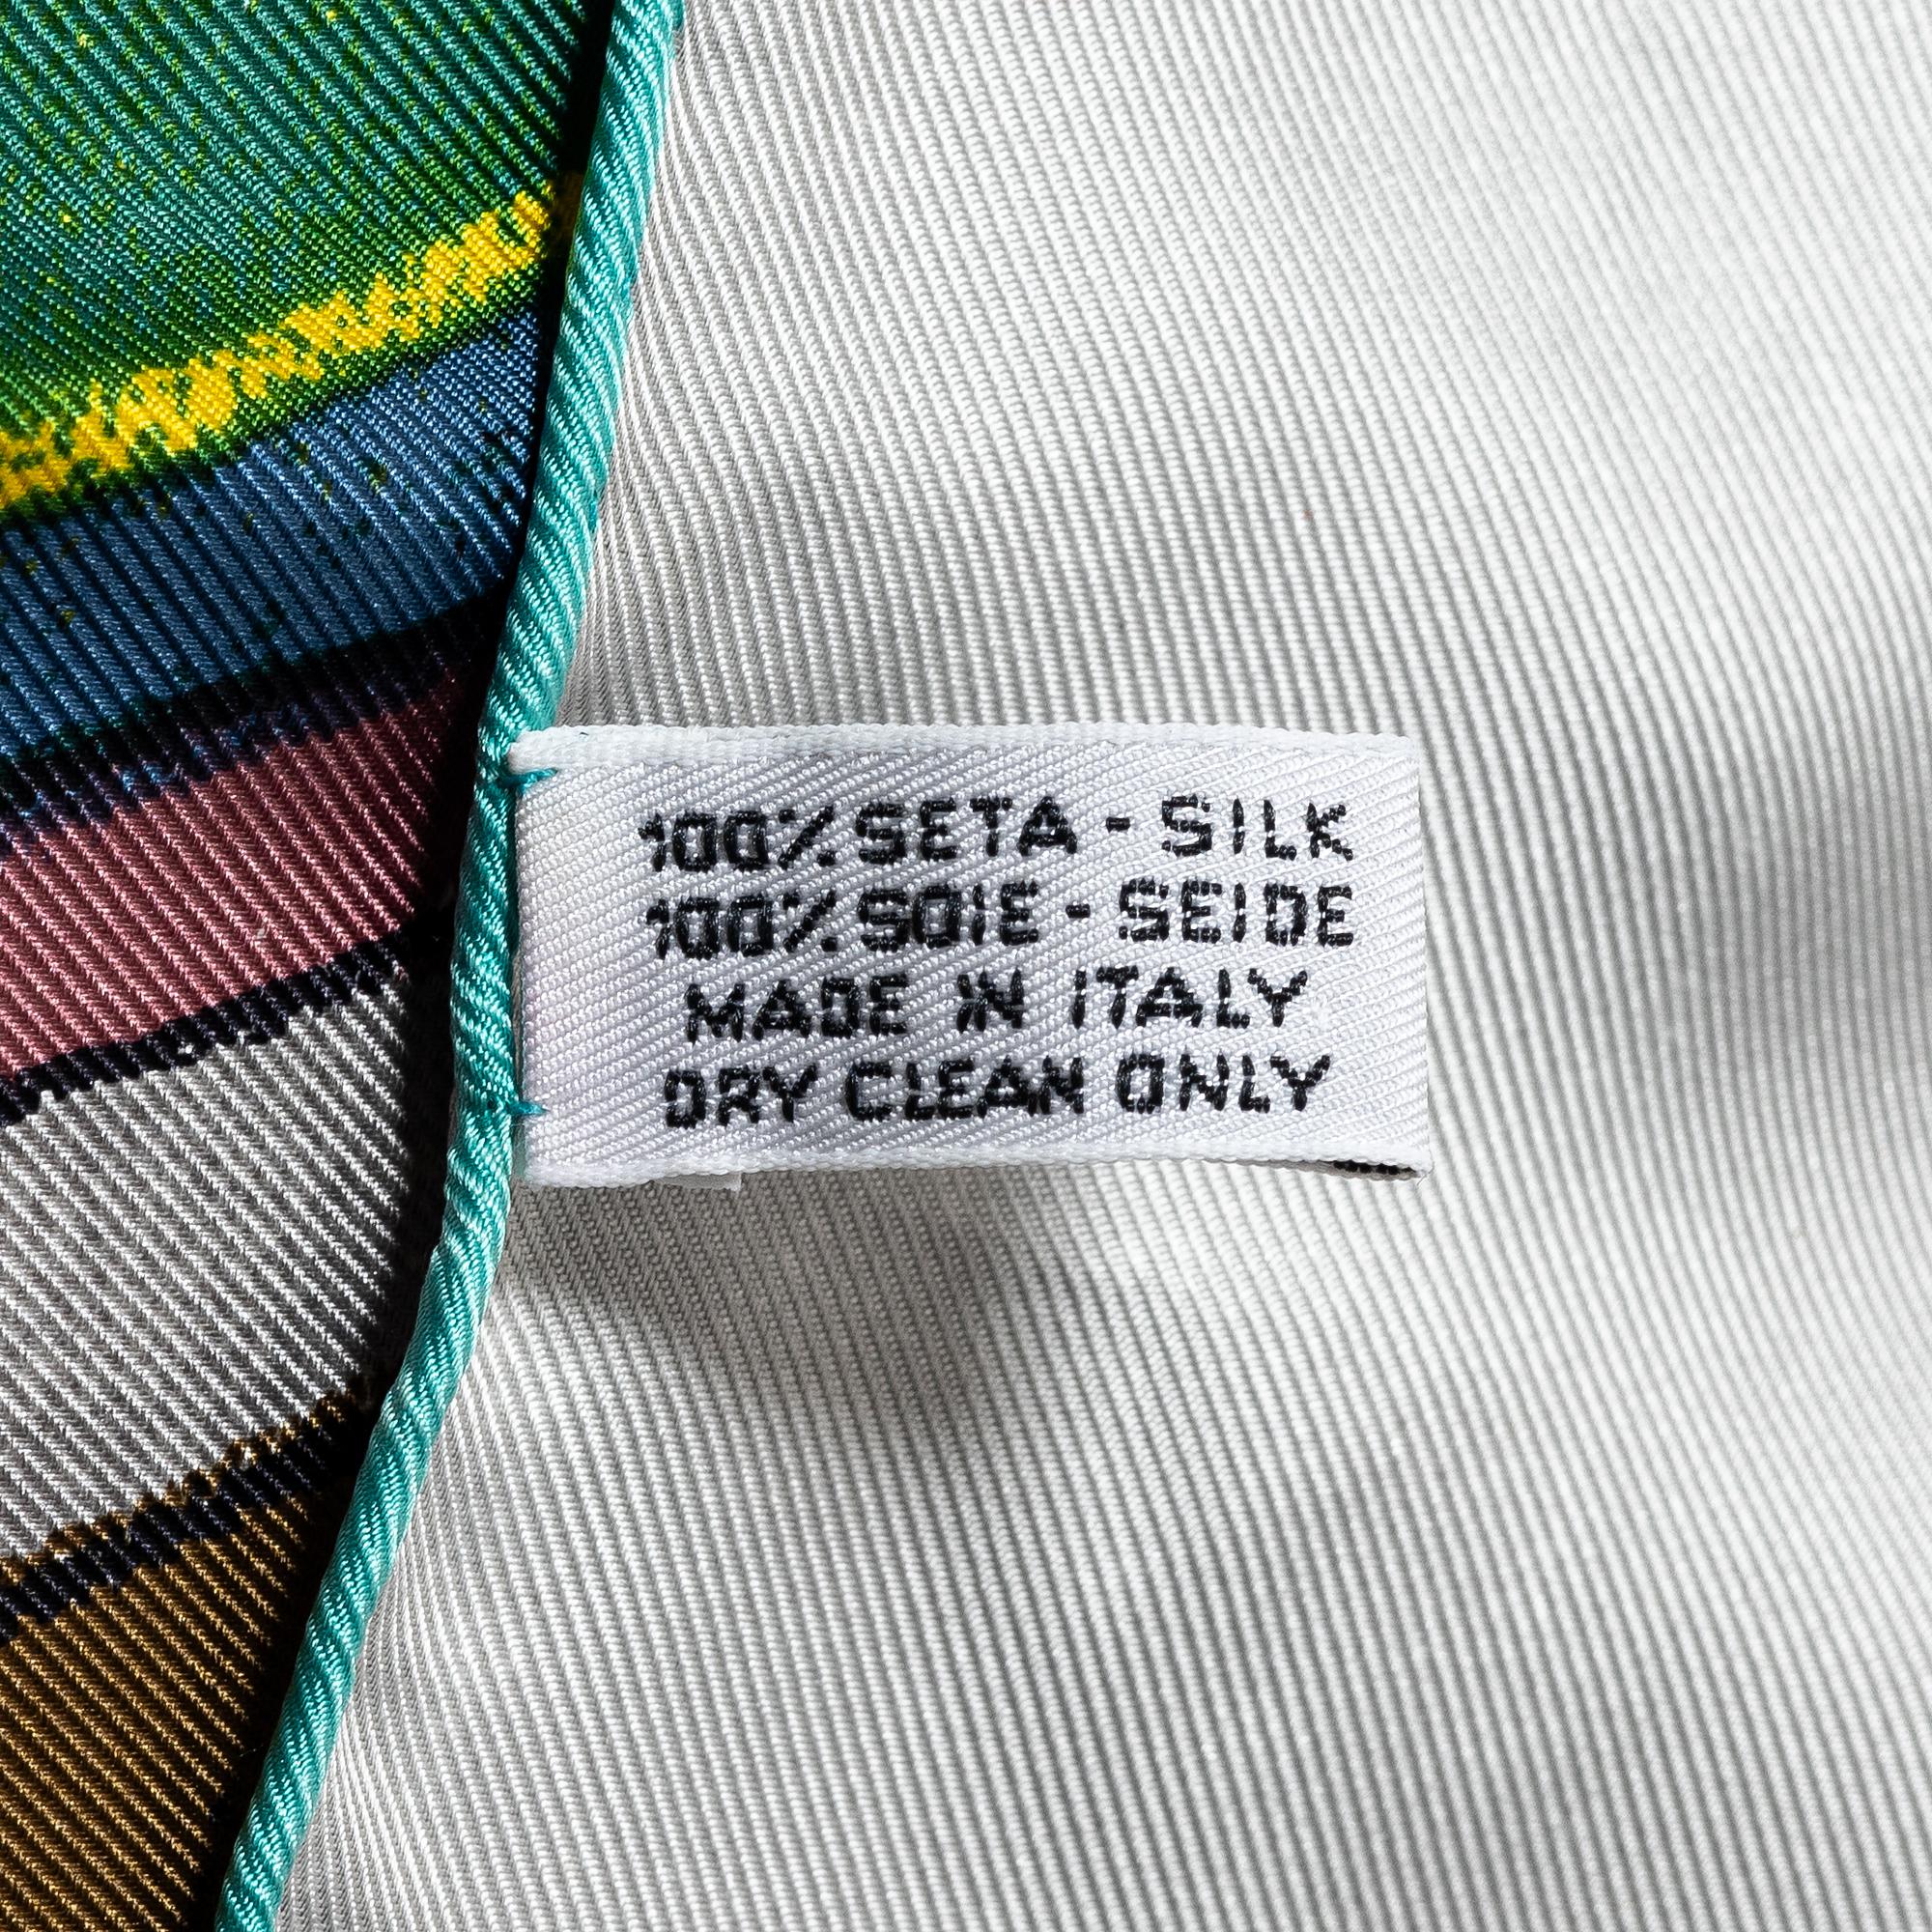 100% SETA - SILK
100% SOIE - SEIDE
MADE IN ITALY
DRY CLEAN ONLY